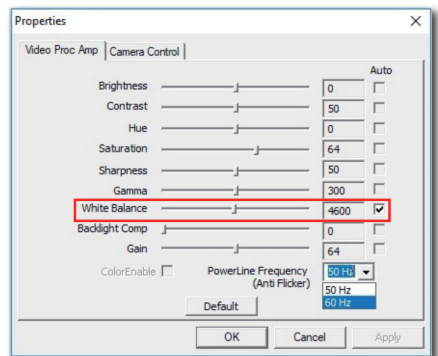 Properties
Video Proc Amp Camera Control
Auto
Brightness 0
Contrast 50
Hue 0
Saturation 64
Sharpness 50
Gamma 300
White Balance 4600
Backlight Comp 0
Gain 64
ColorEnable PowerLine Frequency 50 Hz
(Anti Flicker)
50 Hz
60 Hz
Default
OK Cancel Apply